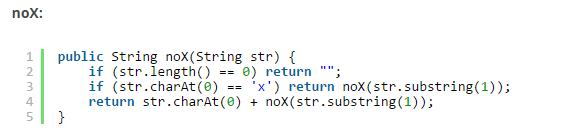 noX:
1 public String noX(String str) {
2     if (str.length() == 0) return "";
3     if (str.charAt(0) == 'x') return noX(str.substring(1));
4     return str.charAt(0) + noX(str.substring(1));
5 }